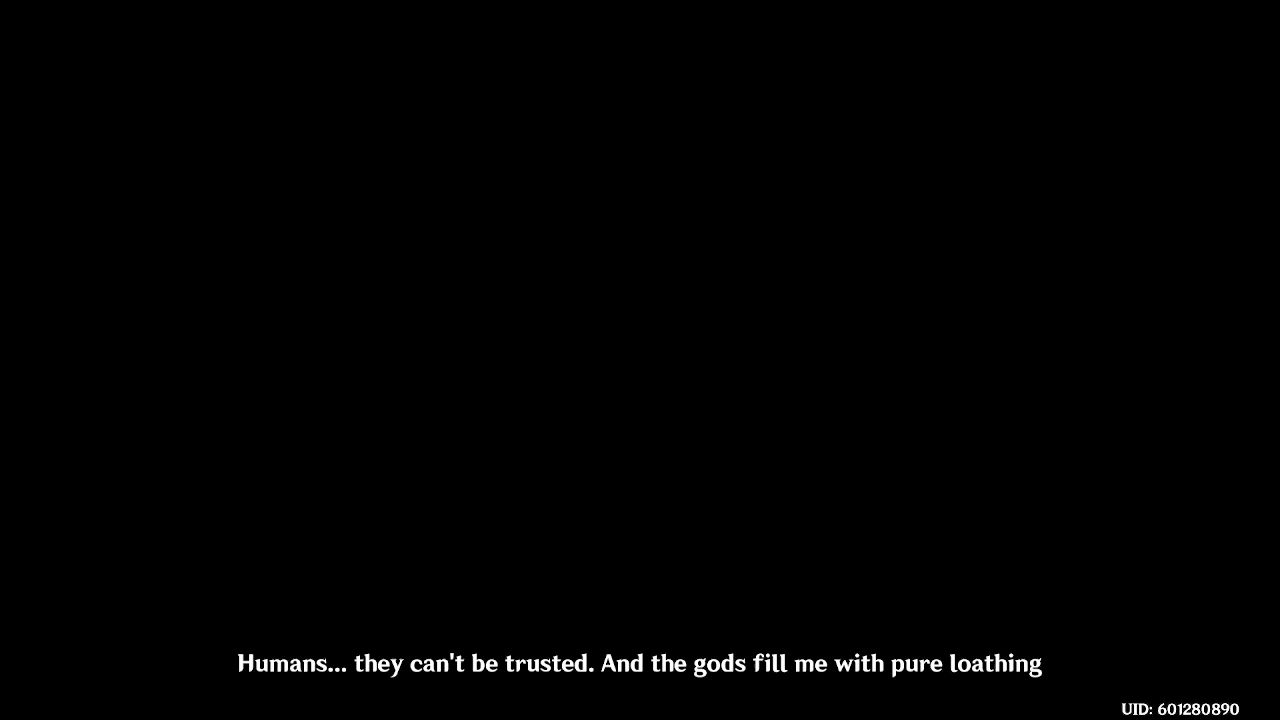 Humans... they can't be trusted. And the gods fill me with pure loathing
UID: 601280890